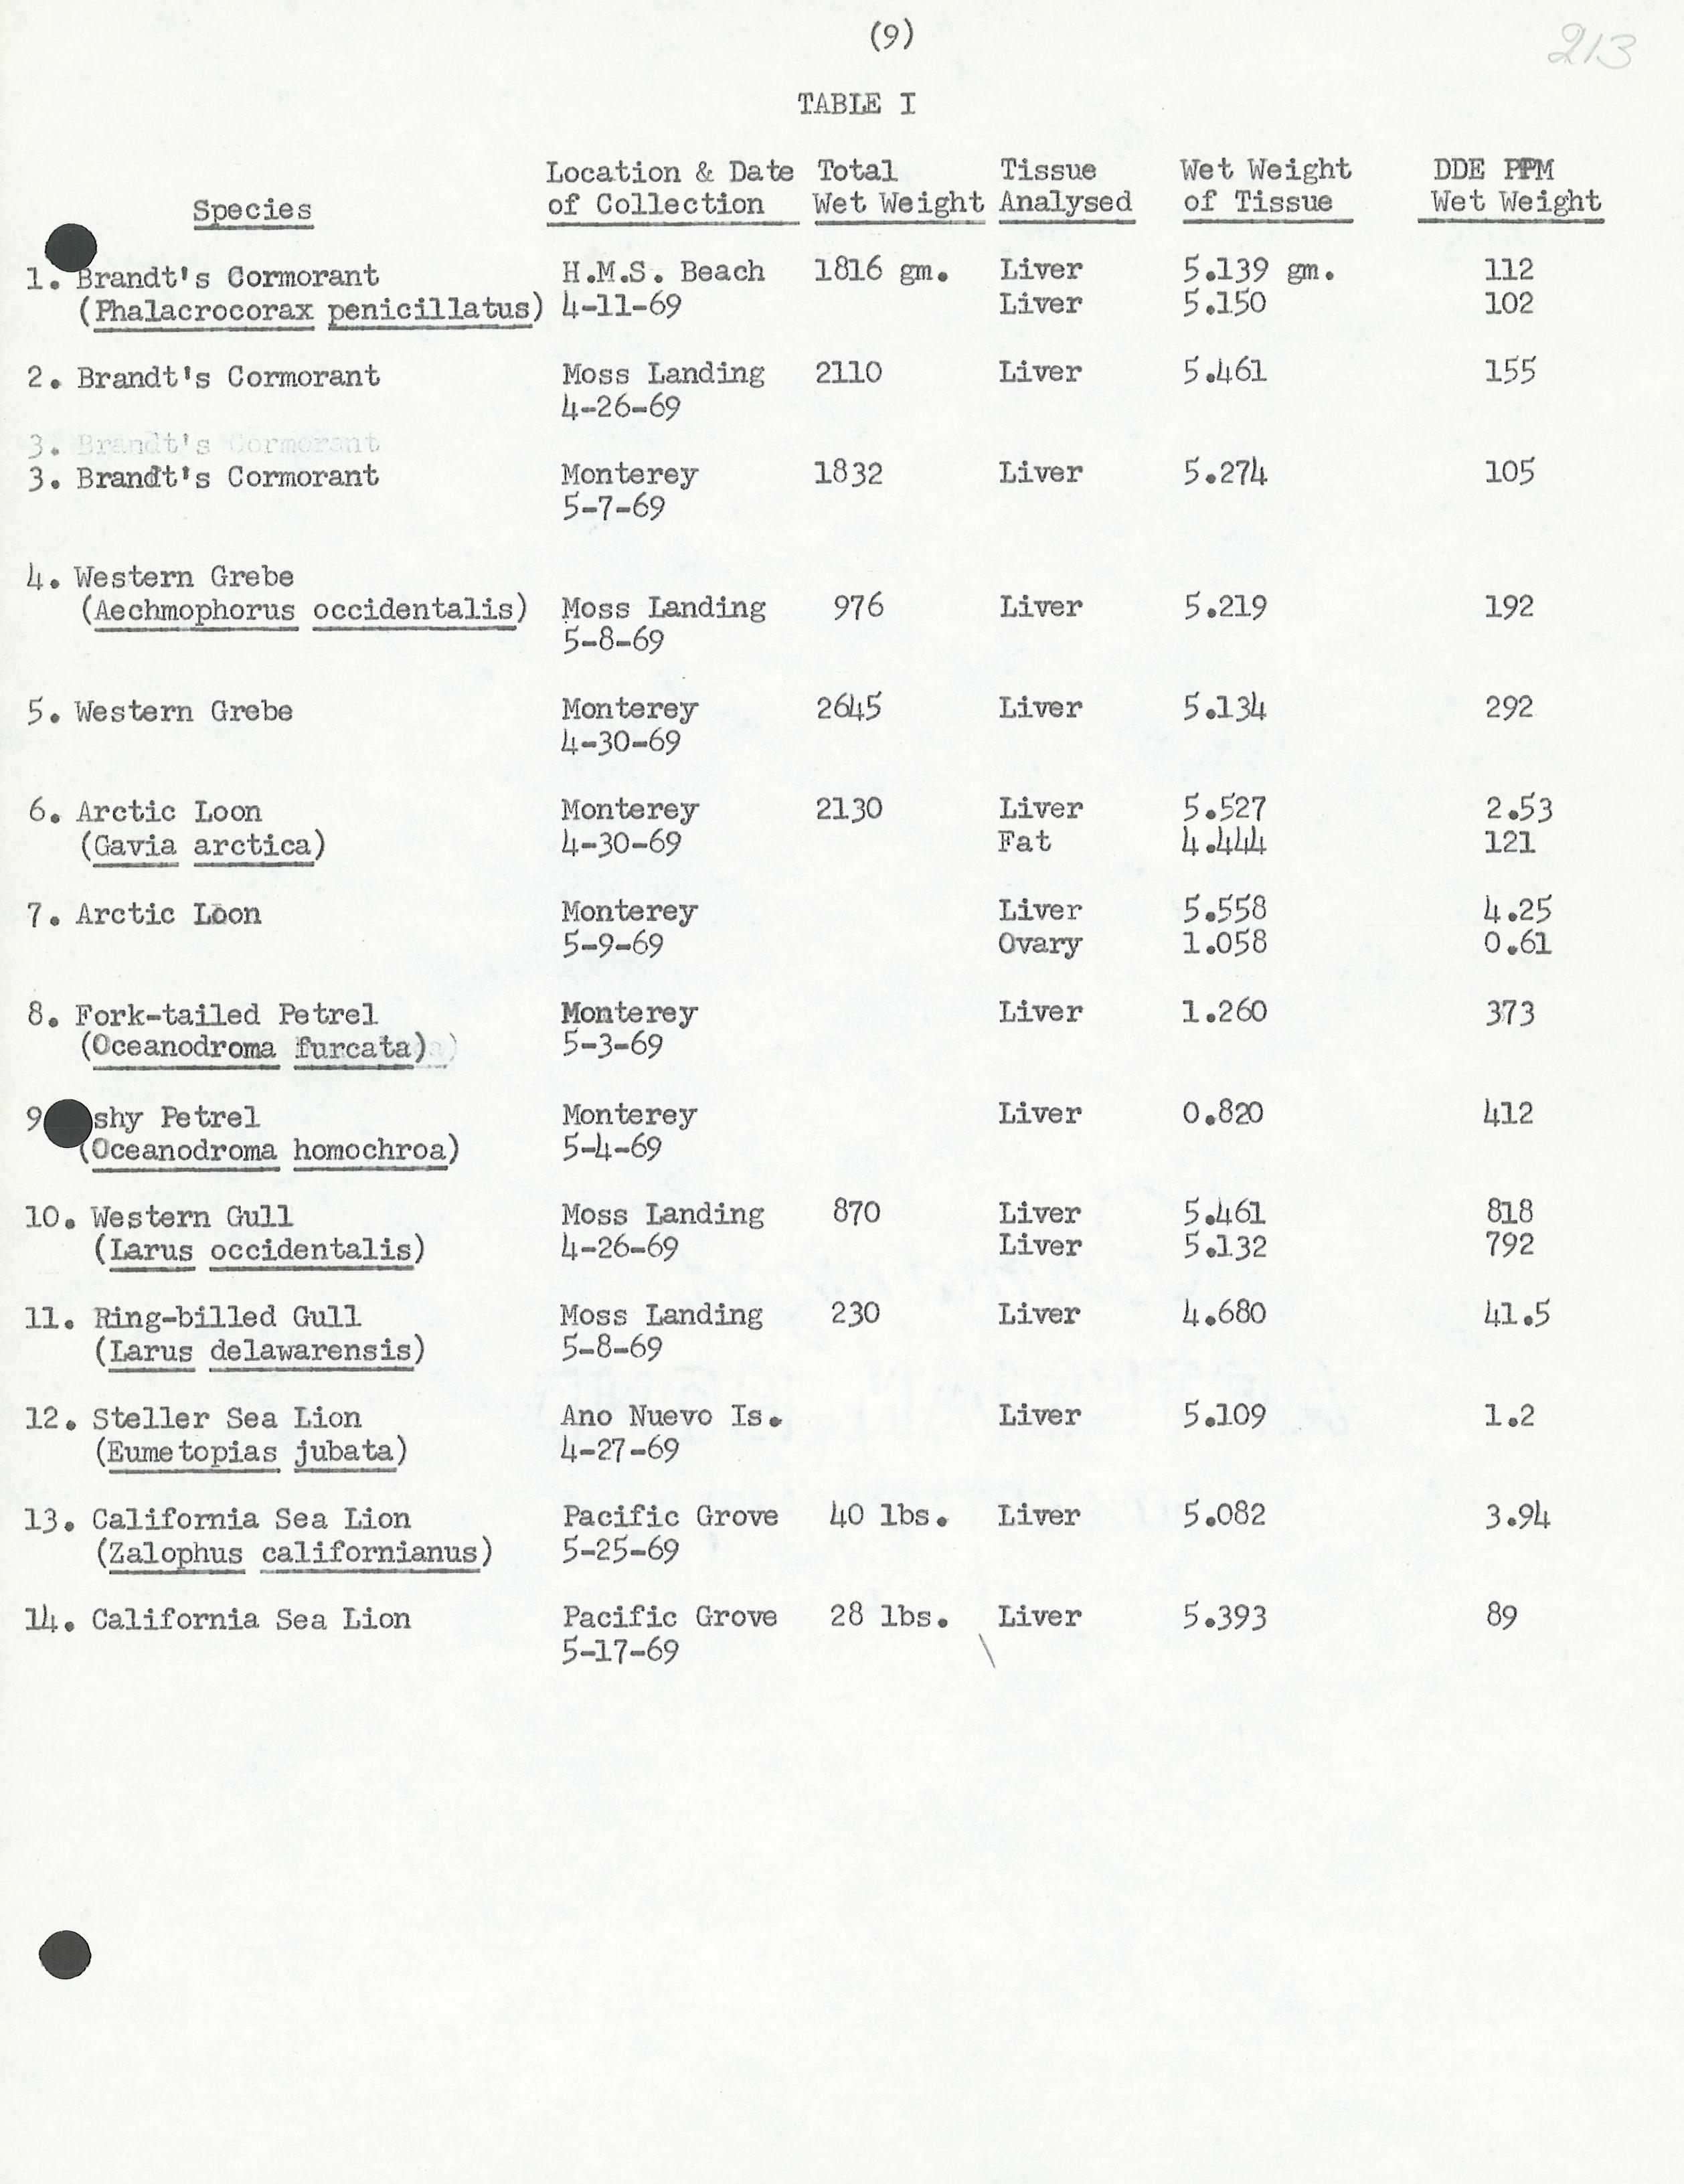 (9)
213
TABLE I
Species Location & Date of Collection Total Wet Weight Tissue Analysed Wet Weight of Tissue DDE PPM Wet Weight
1. Brandt's Cormorant H.M.S. Beach 1816 gm. Liver 5.139 gm. 112
(Phalacrocorax penicillatus) 4-11-69 Liver 5.150 102
2. Brandt's Cormorant Moss Landing 2110 Liver 5.461 155
4-26-69
3. Brandt's Cormorant
3. Brandt's Cormorant Monterey 1832 Liver 5.274 105
5-7-69
4. Western Grebe
(Aechmophorus occidentalis) Moss Landing 976 Liver 5.219 192
5-8-69
5. Western Grebe Monterey 2645 Liver 5.134 292
4-30-69
6. Arctic Loon Monterey 2130 Liver 5.527 2.53
(Gavia arctica) 4-30-69 Fat 4.444 121
7. Arctic Loon Monterey Liver 5.558 4.25
5-9-69 Ovary 1.058 0.61
8. Fork-tailed Petrel Monterey Liver 1.260 373
(Oceanodroma furcata) 5-3-69
9 shy Petrel Monterey Liver 0.820 412
(Oceanodroma homochroa) 5-4-69
10. Western Gull Moss Landing 870 Liver 5.461 818
(Larus occidentalis) 4-26-69 Liver 5.132 792
11. Ring-billed Gull Moss Landing 230 Liver 4.680 41.5
(Larus delawarensis) 5-8-69
12. Steller Sea Lion Ano Nuevo Is. Liver 5.109 1.2
(Eumetopias jubata) 4-27-69
13. California Sea Lion Pacific Grove 40 lbs. Liver 5.082 3.94
(Zalophus californianus) 5-25-69
14. California Sea Lion Pacific Grove 28 lbs. Liver 5.393 89
5-17-69